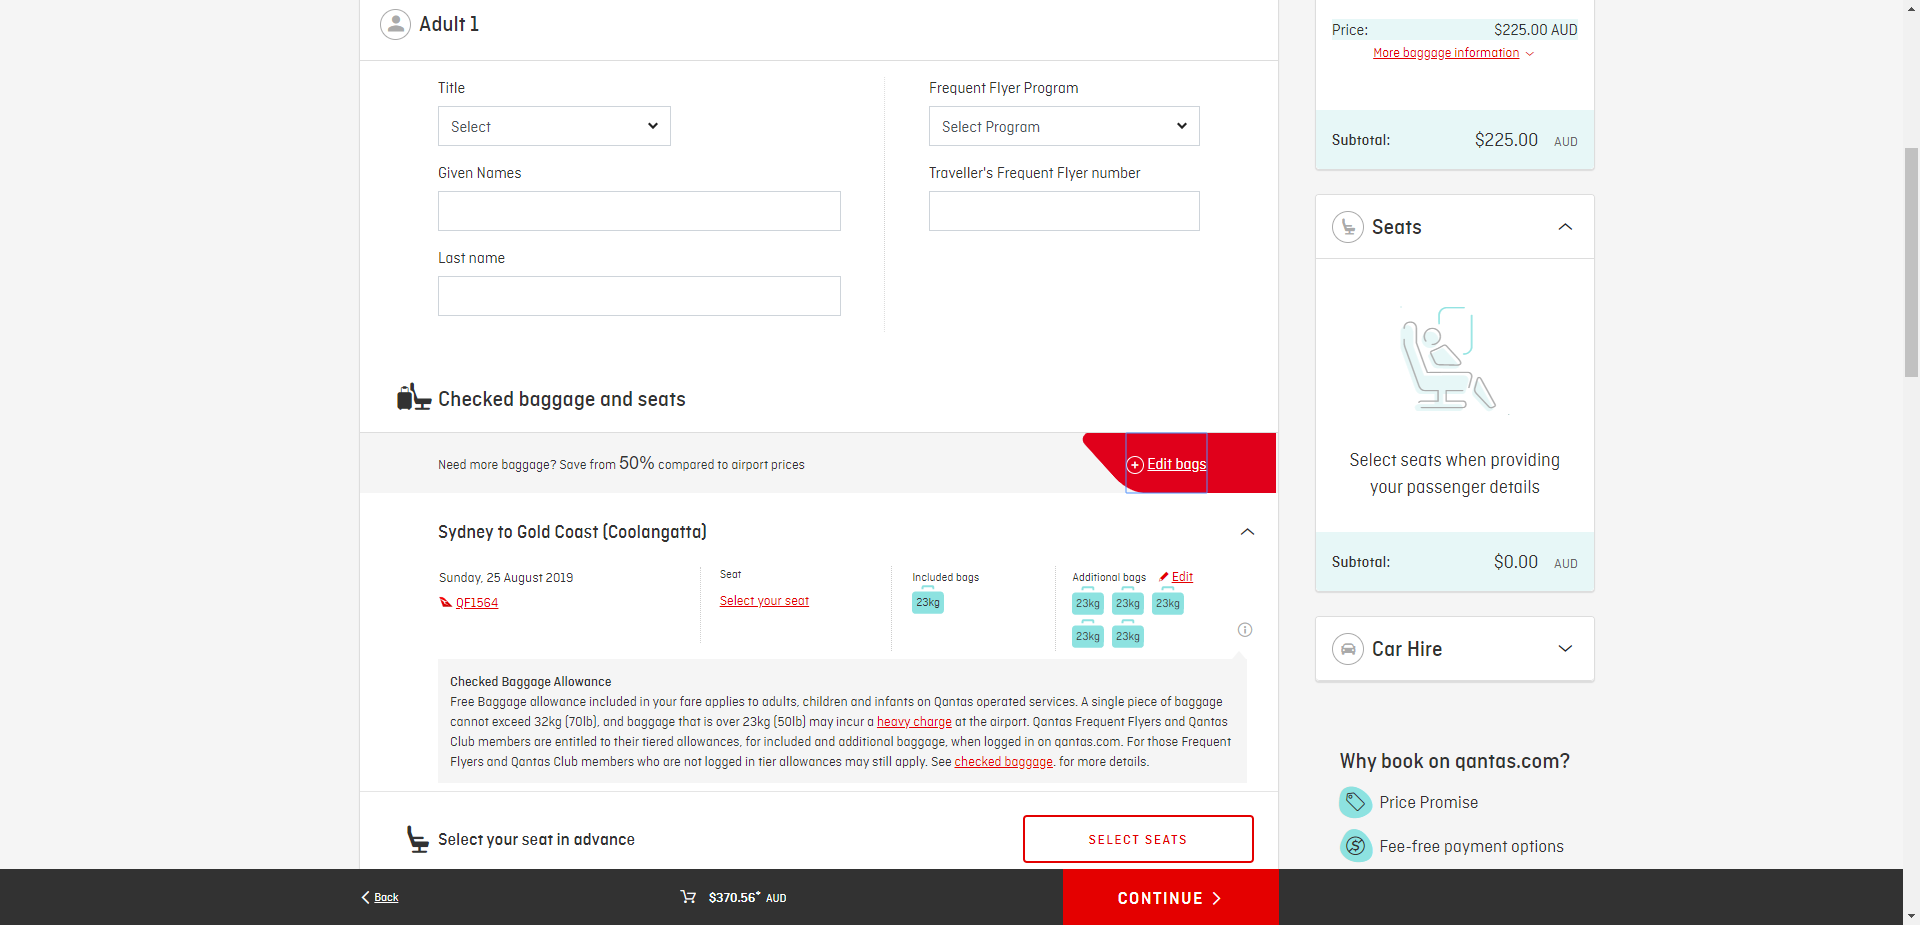 Adult 1
Title
Select
Given Names
Last name
Frequent Flyer Program
Select Program
Traveller's Frequent Flyer number
Checked baggage and seats
Need more baggage? Save from 50% compared to airport prices
Edit bags
Sydney to Gold Coast (Coolangatta)
Sunday, 25 August 2019
QF1564
Seat
Select your seat
Included bags
23kg
Additional bags Edit
23kg 23kg 23kg
23kg 23kg
Checked Baggage Allowance
Free Baggage allowance included in your fare applies to adults, children and infants on Qantas operated services. A single piece of baggage
cannot exceed 32kg (70lb), and baggage that is over 23kg (50lb) may incur a heavy charge at the airport. Qantas Frequent Flyers and Qantas
Club members are entitled to their tiered allowances, for included and additional baggage, when logged in on qantas.com. For those Frequent
Flyers and Qantas Club members who are not logged in tier allowances may still apply. See checked baggage. for more details.
Select your seat in advance
SELECT SEATS
Price: $225.00 AUD
More baggage information
Subtotal: $225.00 AUD
Seats
Select seats when providing
your passenger details
Subtotal: $0.00 AUD
Car Hire
Why book on qantas.com?
Price Promise
Fee-free payment options
Back
$370.56* AUD
CONTINUE